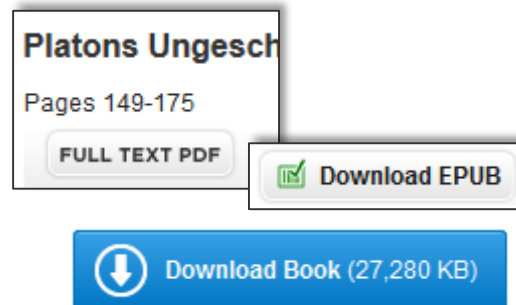 Platons Ungesch
Pages 149-175
FULL TEXT PDF
Download EPUB
Download Book (27,280 KB)